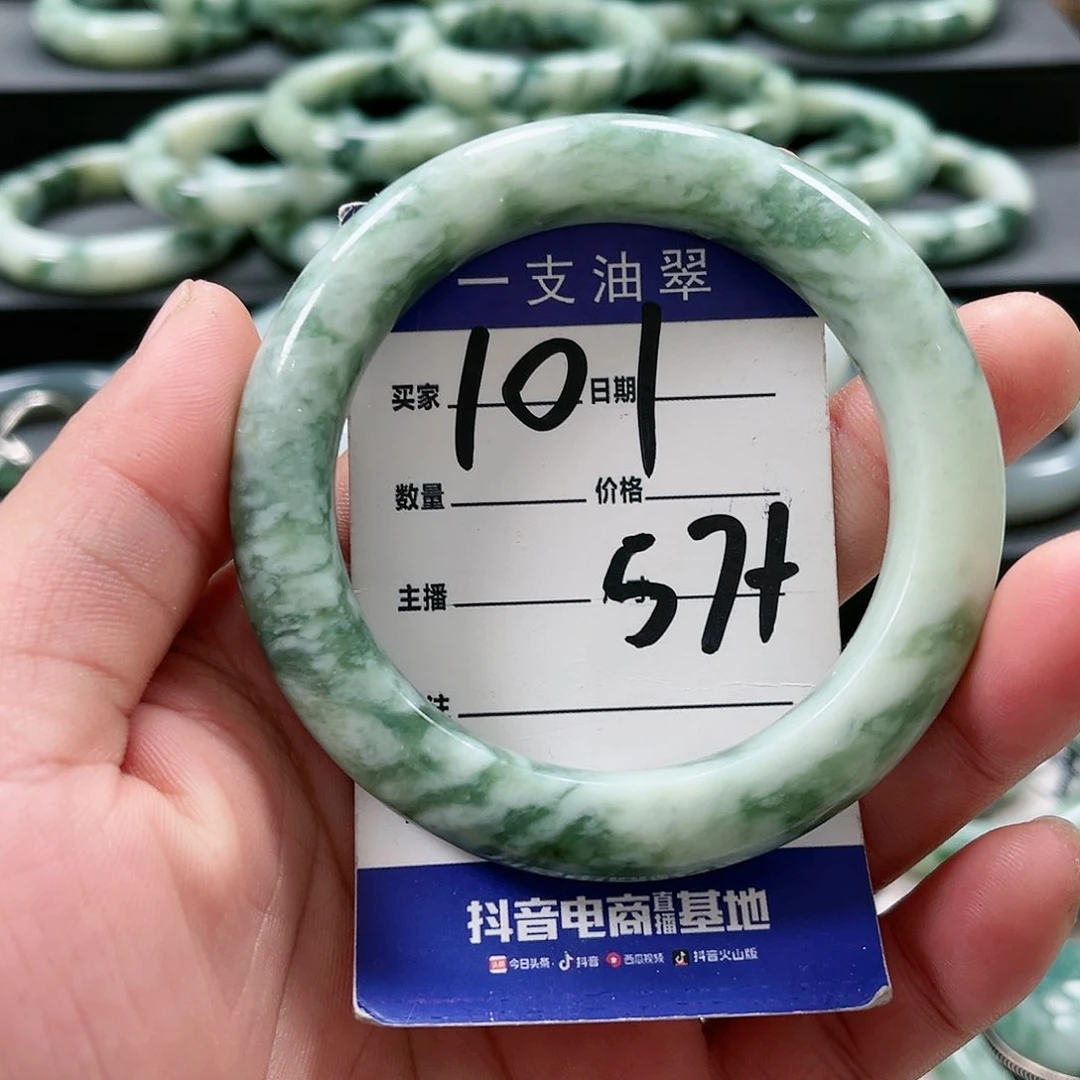 一支油翠
买家 101 日期
数量 价格
主播 57
注
抖音电商直播基地
今日头条 抖音 西瓜视频 抖音火山版